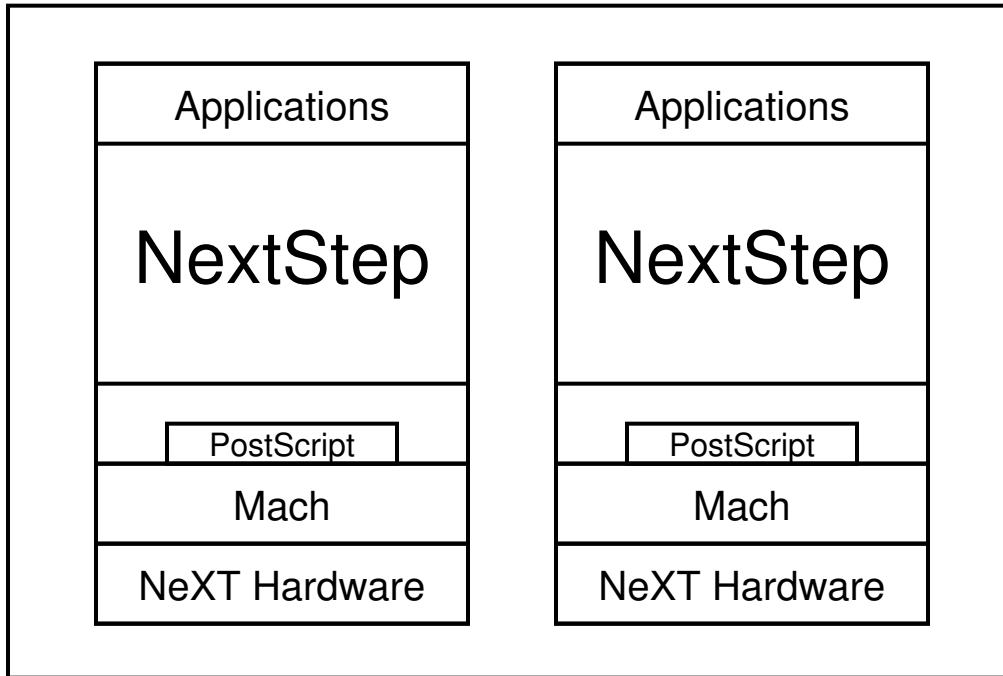 Applications
NextStep
PostScript
Mach
NeXT Hardware
Applications
NextStep
PostScript
Mach
NeXT Hardware